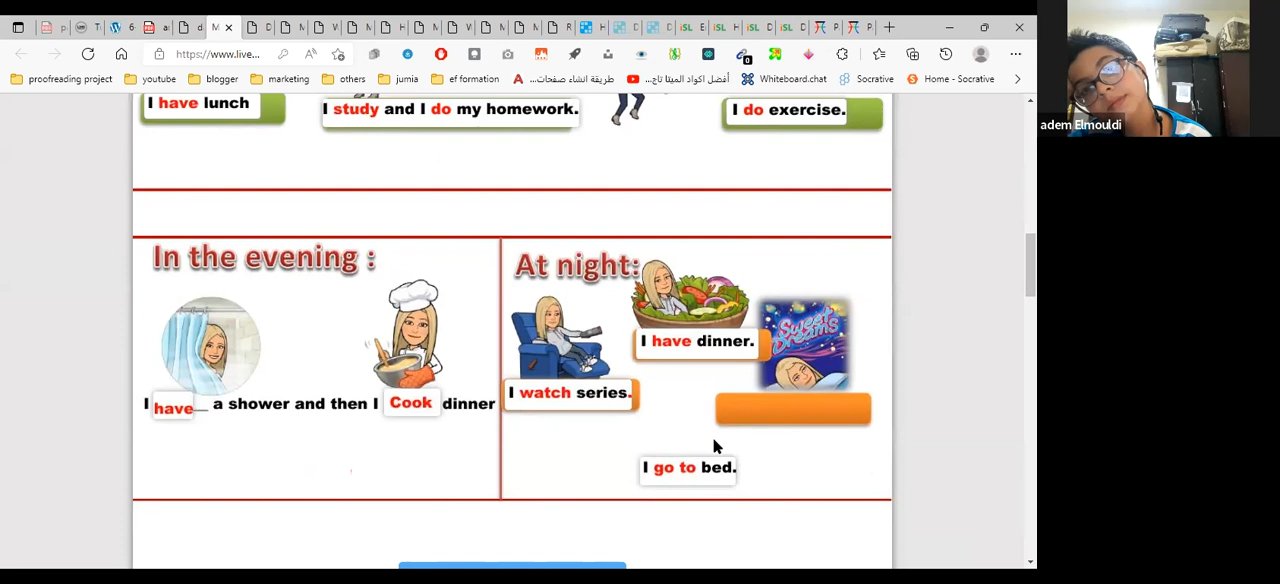 https://www.live...
proofreading project
youtube
blogger
marketing
others
jumia
ef formation
طريقة انشاء صفحات...
أفضل اكواد الميتا تاج...
Whiteboard.chat
Socrative
Home - Socrative
adem Elmouldi
I have lunch
I study and I do my homework.
I do exercise.
In the evening :
At night:
Sweet Dreams
I have dinner.
I watch series.
I have a shower and then I Cook dinner
I go to bed.